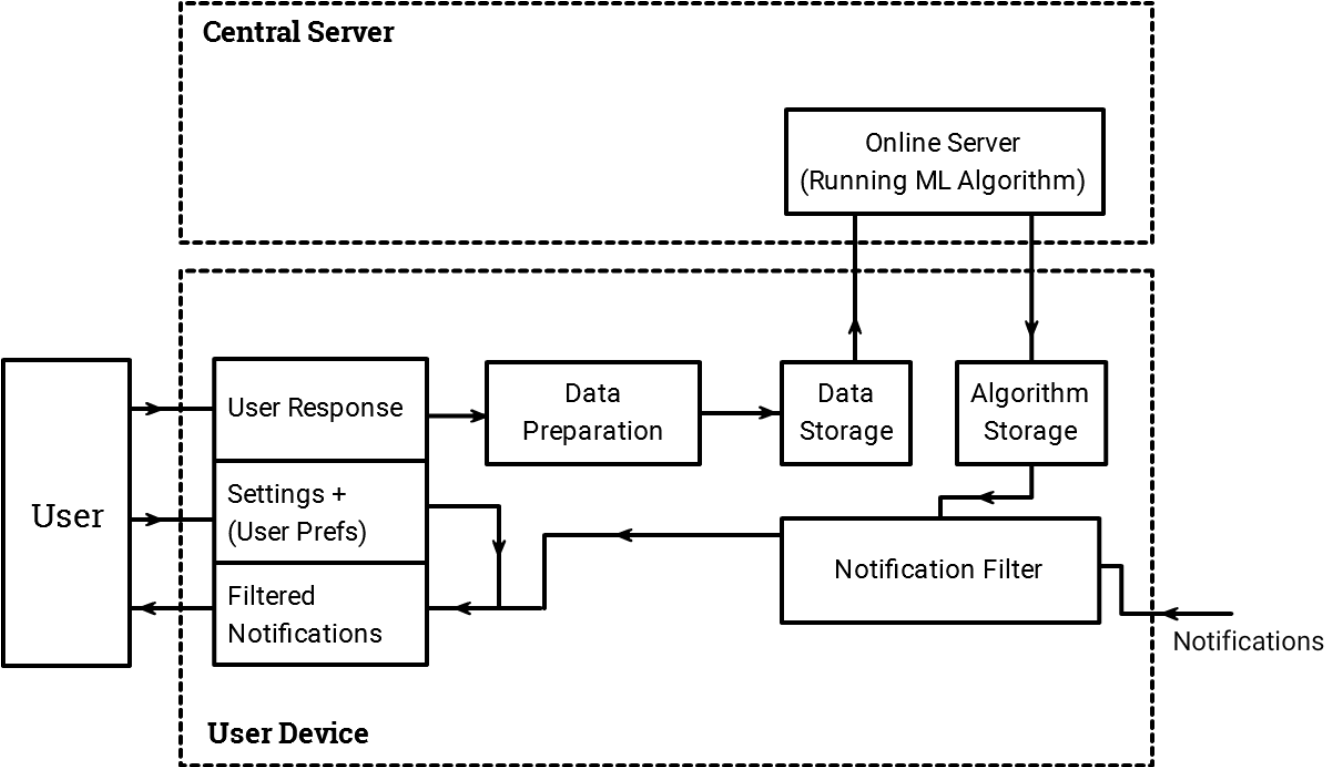 Central Server
Online Server
(Running ML Algorithm)
User
User Response
Data
Preparation
Data
Storage
Algorithm
Storage
Settings +
(User Prefs)
Filtered
Notifications
Notification Filter
Notifications
User Device